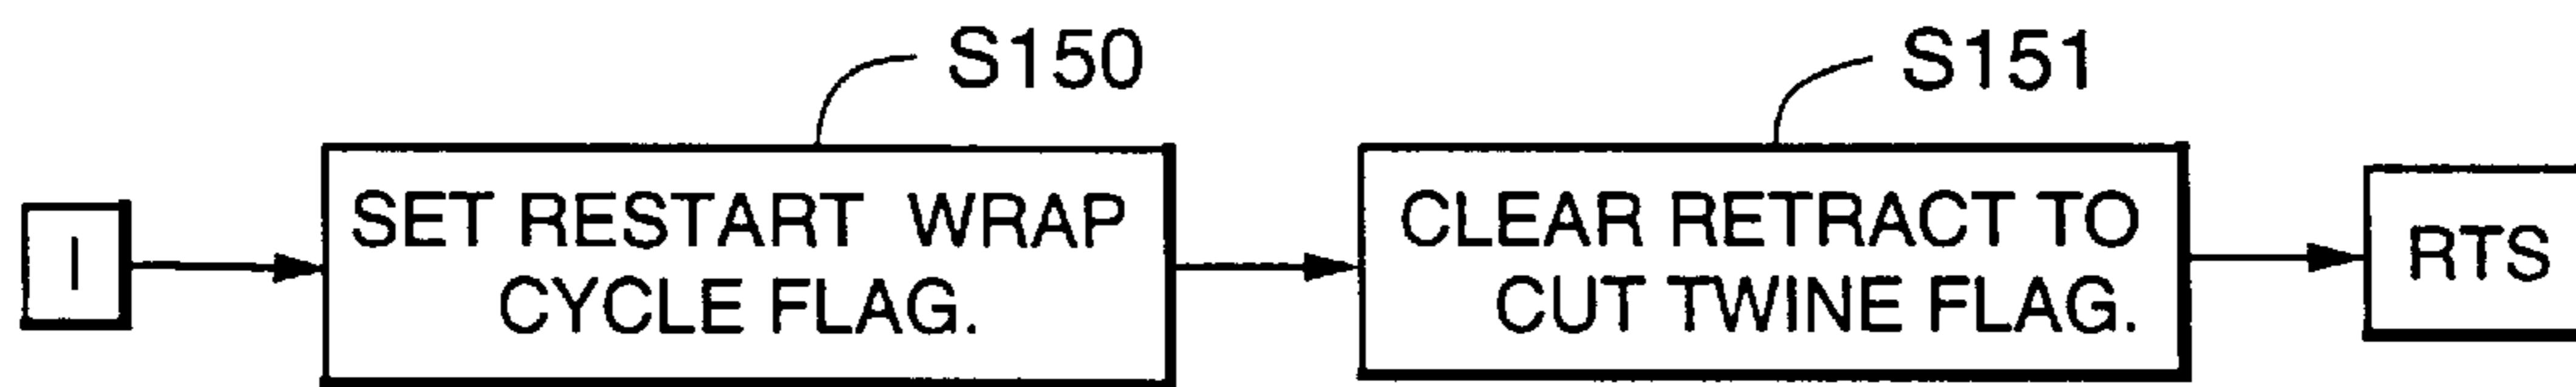 S150
S151
I
SET RESTART WRAP
CYCLE FLAG.
CLEAR RETRACT TO
CUT TWINE FLAG.
RTS